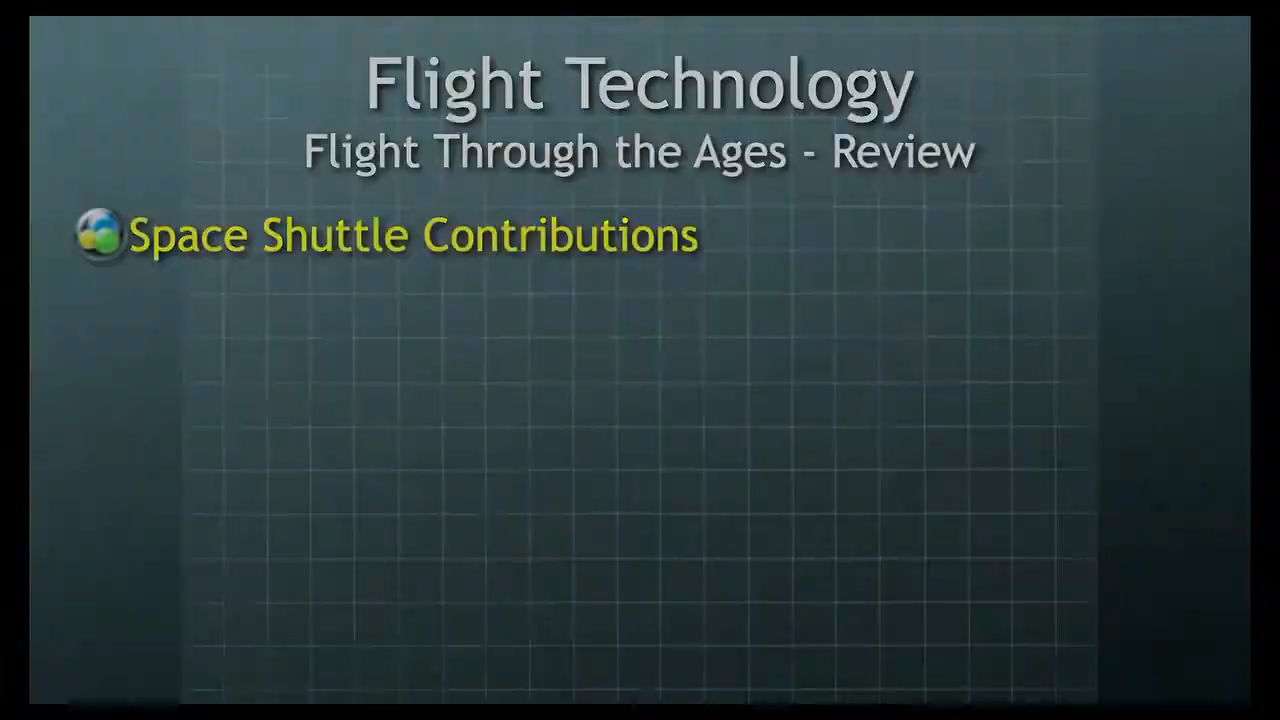 Flight Technology
Flight Through the Ages - Review
Space Shuttle Contributions